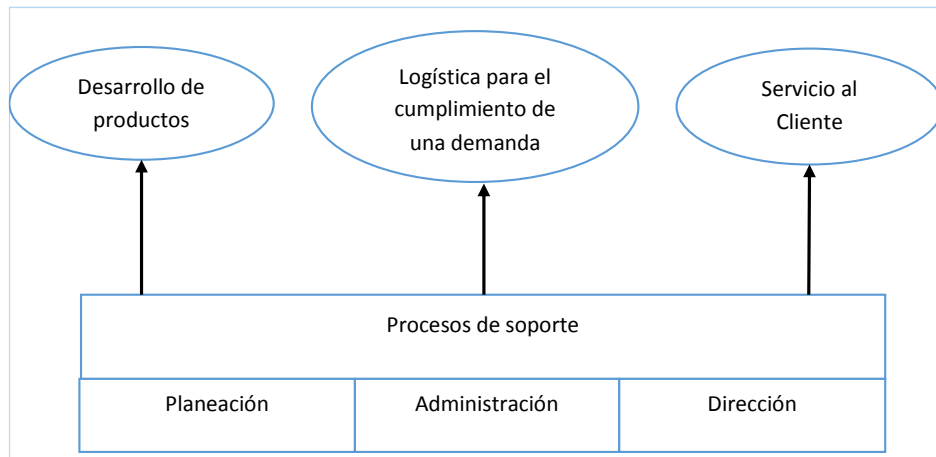 Desarrollo de
productos
Logística para el
cumplimiento de
una demanda
Servicio al
Cliente
Procesos de soporte
Planeación
Administración
Dirección